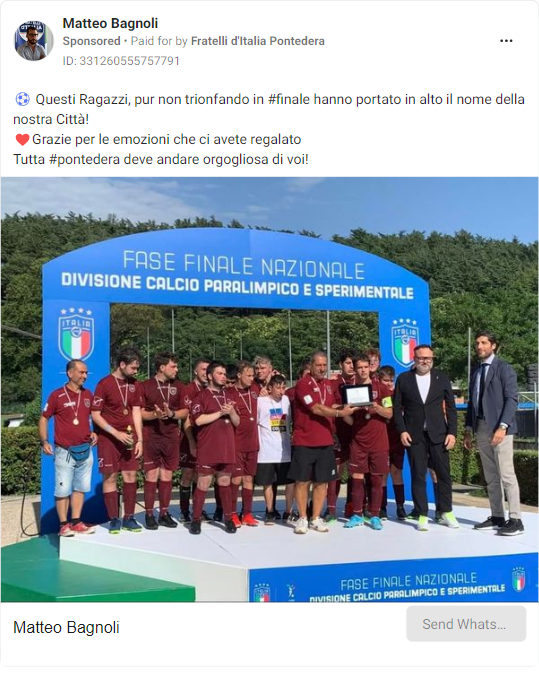 Matteo Bagnoli
Sponsored • Paid for by Fratelli d'Italia Pontedera
ID: 331260555757791
⚽ Questi Ragazzi, pur non trionfando in #finale hanno portato in alto il nome della
nostra Città!
❤️Grazie per le emozioni che ci avete regalato
Tutta #pontedera deve andare orgogliosa di voi!
FASE FINALE NAZIONALE
DIVISIONE CALCIO PARALIMPICO E SPERIMENTALE
ITALIA
ITALIA
FASE FINALE NAZIONALE
DIVISIONE CALCIO PARALIMPICO E SPERIMENTALE
Matteo Bagnoli
Send Whats...